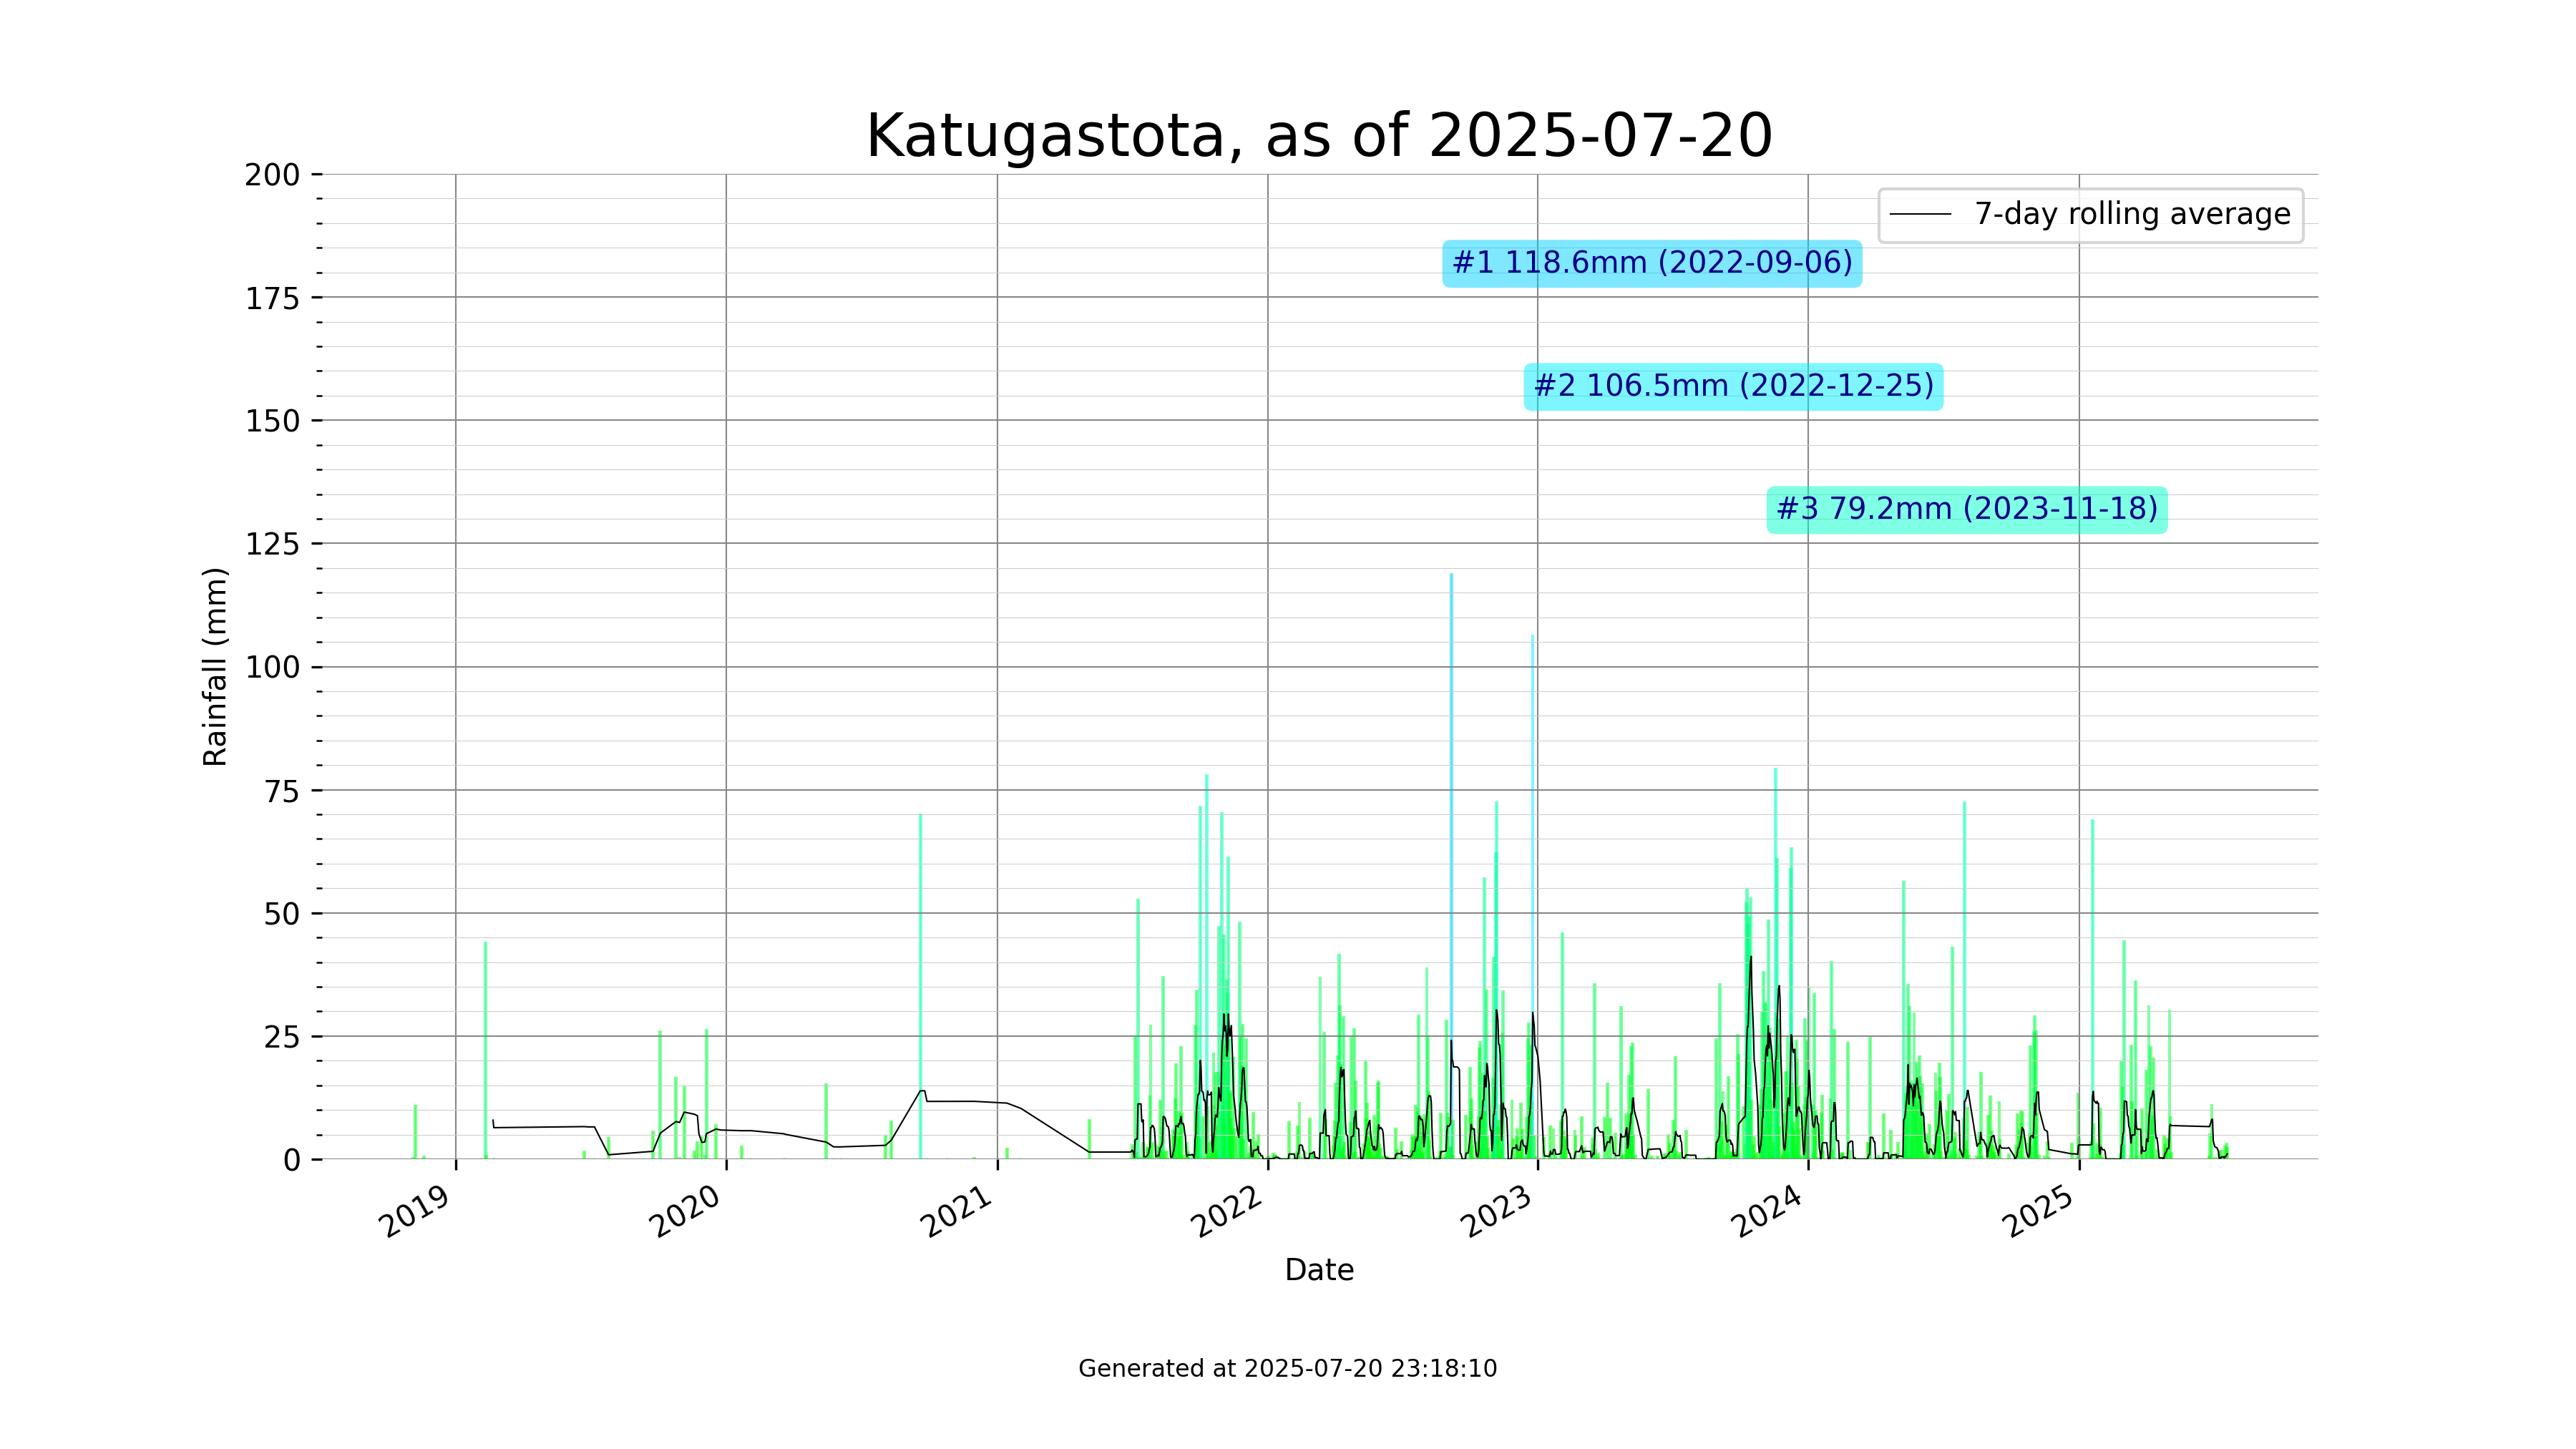 Katugastota, as of 2025-07-20
7-day rolling average
#1 118.6mm (2022-09-06)
#2 106.5mm (2022-12-25)
#3 79.2mm (2023-11-18)
Rainfall (mm)
200
175
150
125
100
75
50
25
0
2019 2020 2021 2022 2023 2024 2025
Date
Generated at 2025-07-20 23:18:10